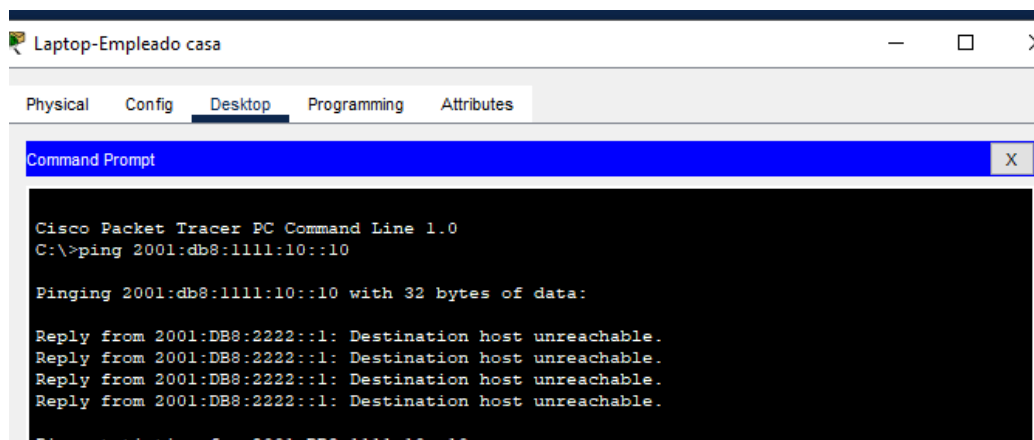 Laptop-Empleado casa
Physical Config Desktop Programming Attributes
Command Prompt X
Cisco Packet Tracer PC Command Line 1.0
C:\>ping 2001:db8:1111:10::10
Pinging 2001:db8:1111:10::10 with 32 bytes of data:
Reply from 2001:DB8:2222::1: Destination host unreachable.
Reply from 2001:DB8:2222::1: Destination host unreachable.
Reply from 2001:DB8:2222::1: Destination host unreachable.
Reply from 2001:DB8:2222::1: Destination host unreachable.